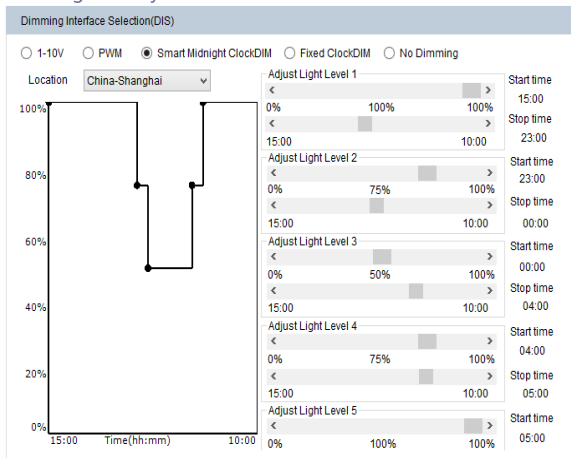 Dimming Interface Selection(DIS)
1-10V PWM Smart Midnight ClockDIM Fixed ClockDIM No Dimming
Location China-Shanghai
100%
80%
60%
40%
20%
0%
15:00 Time(hh:mm) 10:00
Adjust Light Level 1
0% 100% 100%
15:00 10:00
Start time
15:00
Stop time
23:00
Adjust Light Level 2
0% 75% 100%
15:00 10:00
Start time
23:00
Stop time
00:00
Adjust Light Level 3
0% 50% 100%
15:00 10:00
Start time
00:00
Stop time
04:00
Adjust Light Level 4
0% 75% 100%
15:00 10:00
Start time
04:00
Stop time
05:00
Adjust Light Level 5
0% 100% 100%
Start time
05:00